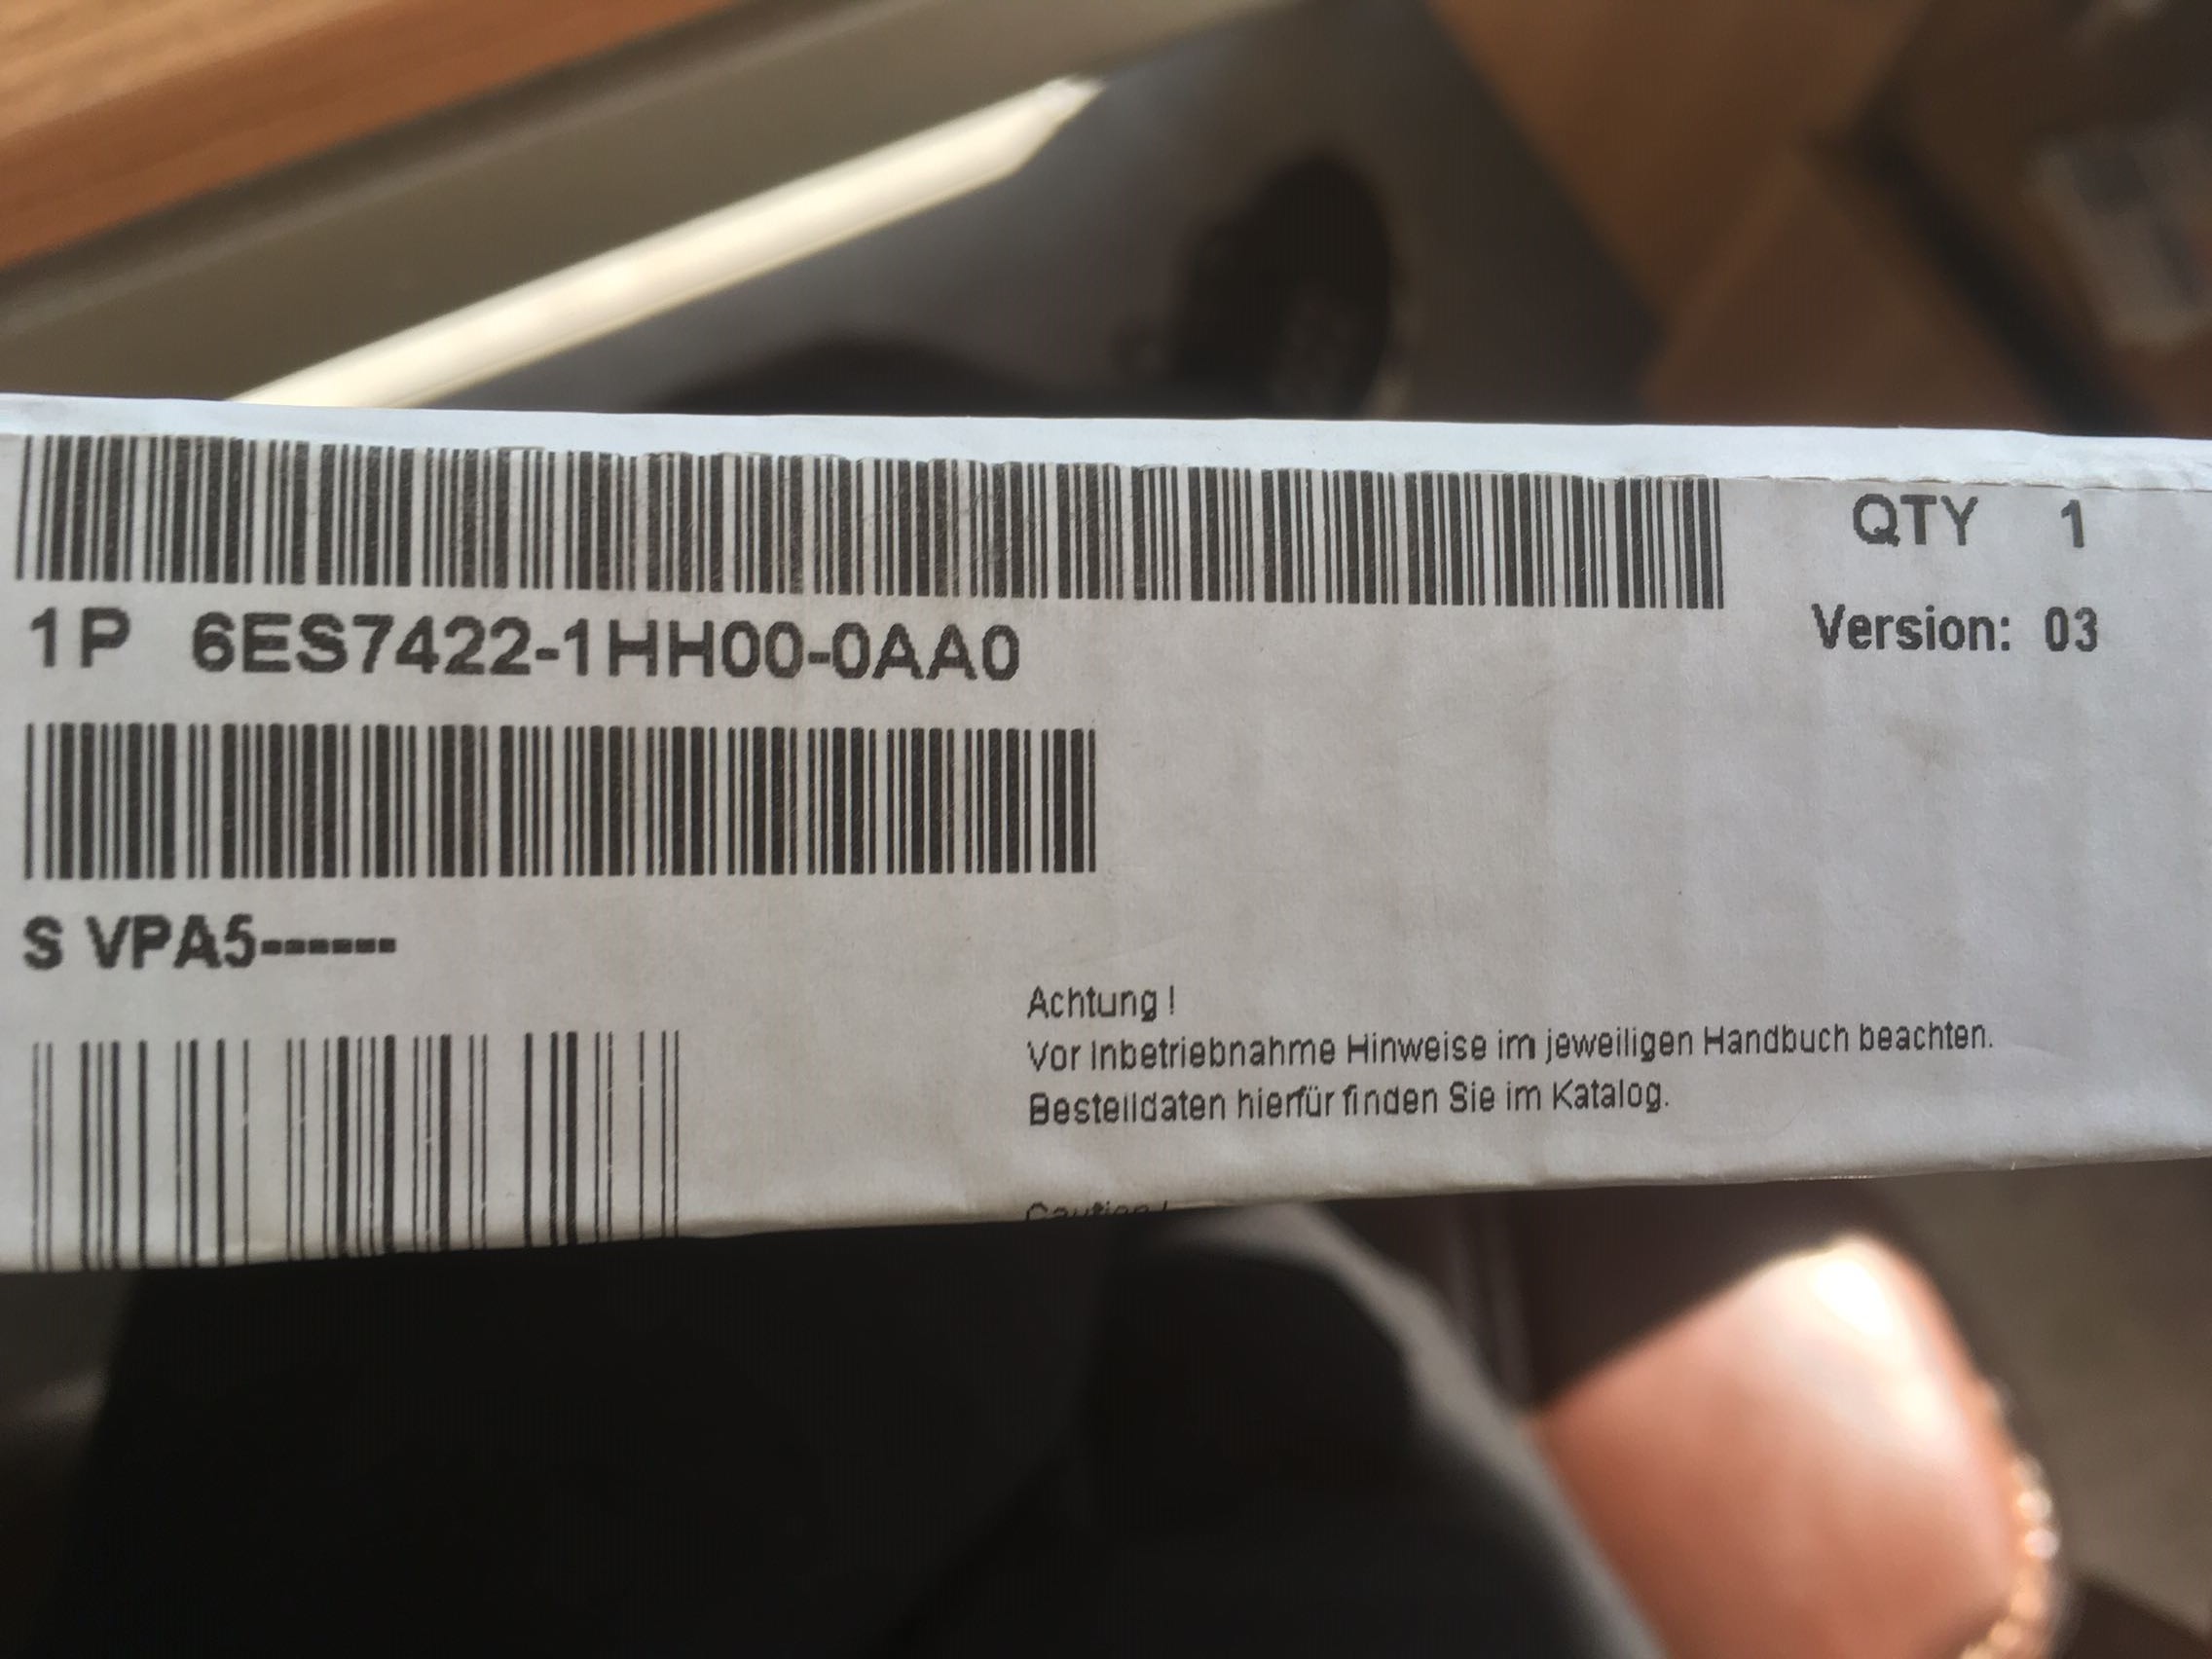 QTY 1
1P 6ES7422-1HH00-0AA0
Version: 03
S VPA5------
Achtung !
Vor Inbetriebnahme Hinweise im jeweiligen Handbuch beachten.
Bestelldaten hierfür finden Sie im Katalog.
Caution !